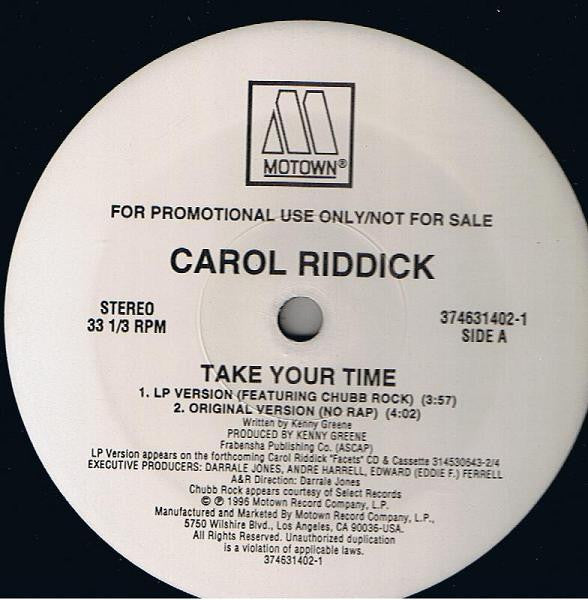 MOTOWN®
FOR PROMOTIONAL USE ONLY/NOT FOR SALE
CAROL RIDDICK
STEREO
33 1/3 RPM
374631402-1
SIDE A
TAKE YOUR TIME
1. LP VERSION (FEATURING CHUBB ROCK) (3:57)
2. ORIGINAL VERSION (NO RAP) (4:02)
Written by Kenny Greene
PRODUCED BY KENNY GREENE
Frabensha Publishing Co. (ASCAP)
LP Version appears on the forthcoming Carol Riddick "Facets" CD & Cassette 314530643-2/4
EXECUTIVE PRODUCERS: DARRALE JONES, ANDRE HARRELL, EDWARD (EDDIE F.) FERRELL
A&R Direction: Darrale Jones
Chubb Rock appears courtesy of Select Records
© ℗ 1996 Motown Record Company, L.P.
Manufactured and Marketed By Motown Record Company, L.P.,
5750 Wilshire Blvd., Los Angeles, CA 90036-USA.
All Rights Reserved. Unauthorized duplication
is a violation of applicable laws.
374631402-1